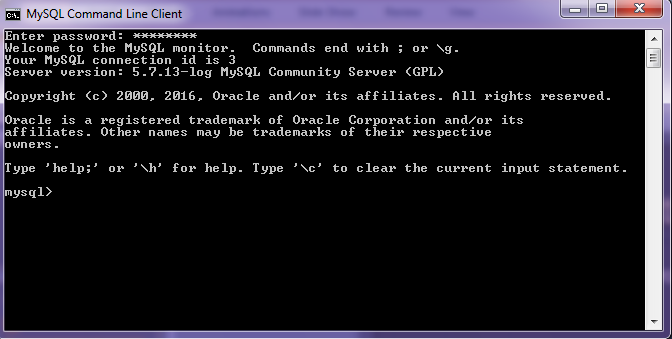 MySQL Command Line Client
Enter password: ********
Welcome to the MySQL monitor.  Commands end with ; or \g.
Your MySQL connection id is 3
Server version: 5.7.13-log MySQL Community Server (GPL)
Copyright (c) 2000, 2016, Oracle and/or its affiliates. All rights reserved.
Oracle is a registered trademark of Oracle Corporation and/or its
affiliates. Other names may be trademarks of their respective
owners.
Type 'help;' or '\h' for help. Type '\c' to clear the current input statement.
mysql>